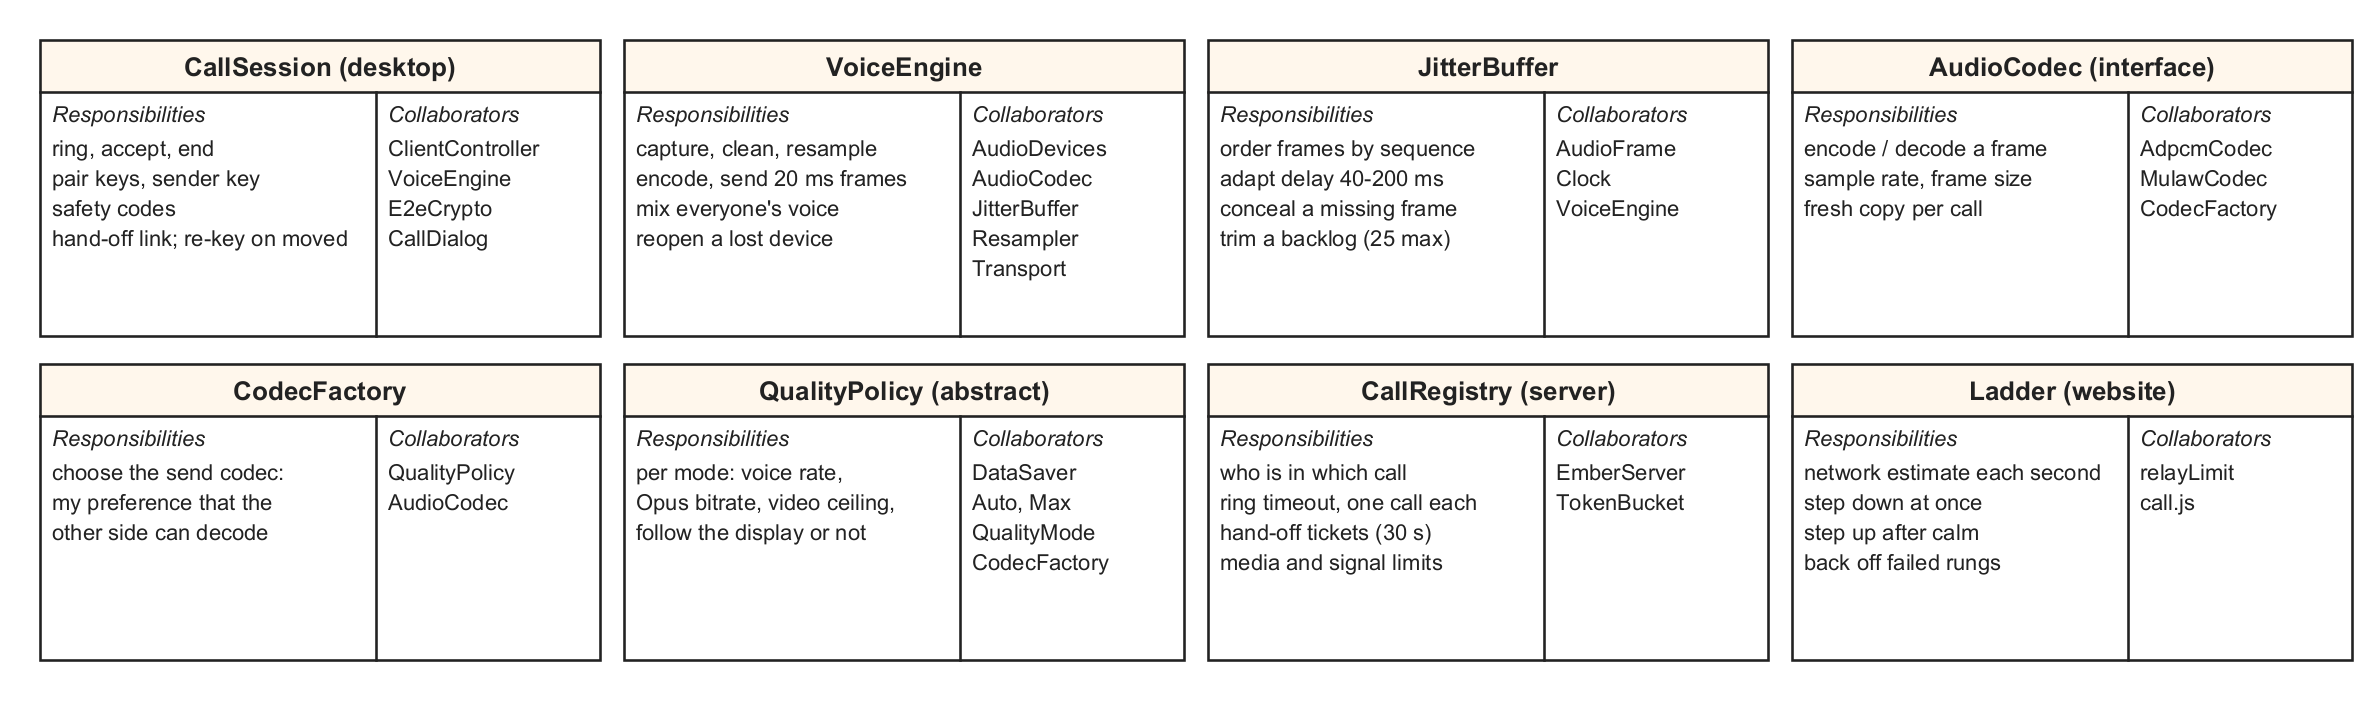 CallSession (desktop)
Responsibilities
ring, accept, end
pair keys, sender key
safety codes
hand-off link; re-key on moved
Collaborators
ClientController
VoiceEngine
E2eCrypto
CallDialog
VoiceEngine
Responsibilities
capture, clean, resample
encode, send 20 ms frames
mix everyone's voice
reopen a lost device
Collaborators
AudioDevices
AudioCodec
JitterBuffer
Resampler
Transport
JitterBuffer
Responsibilities
order frames by sequence
adapt delay 40-200 ms
conceal a missing frame
trim a backlog (25 max)
Collaborators
AudioFrame
Clock
VoiceEngine
AudioCodec (interface)
Responsibilities
encode / decode a frame
sample rate, frame size
fresh copy per call
Collaborators
AdpcmCodec
MulawCodec
CodecFactory
CodecFactory
Responsibilities
choose the send codec:
my preference that the
other side can decode
Collaborators
QualityPolicy
AudioCodec
QualityPolicy (abstract)
Responsibilities
per mode: voice rate,
Opus bitrate, video ceiling,
follow the display or not
Collaborators
DataSaver
Auto, Max
QualityMode
CodecFactory
CallRegistry (server)
Responsibilities
who is in which call
ring timeout, one call each
hand-off tickets (30 s)
media and signal limits
Collaborators
EmberServer
TokenBucket
Ladder (website)
Responsibilities
network estimate each second
step down at once
step up after calm
back off failed rungs
Collaborators
relayLimit
call.js